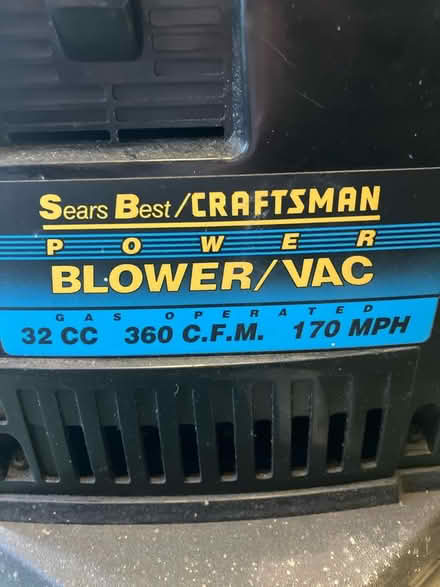 Sears Best/CRAFTSMAN
POWER
BLOWER/VAC
GAS OPERATED
32 CC 360 C.F.M. 170 MPH